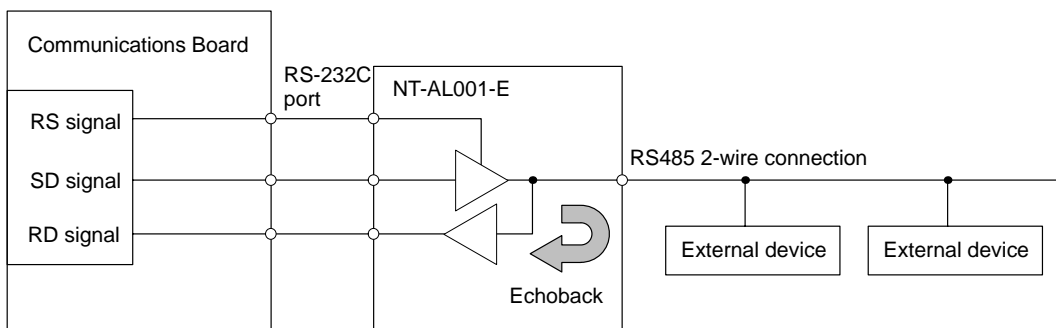 Communications Board
RS-232C
port
NT-AL001-E
RS signal
RS485 2-wire connection
SD signal
RD signal
External device
External device
Echoback